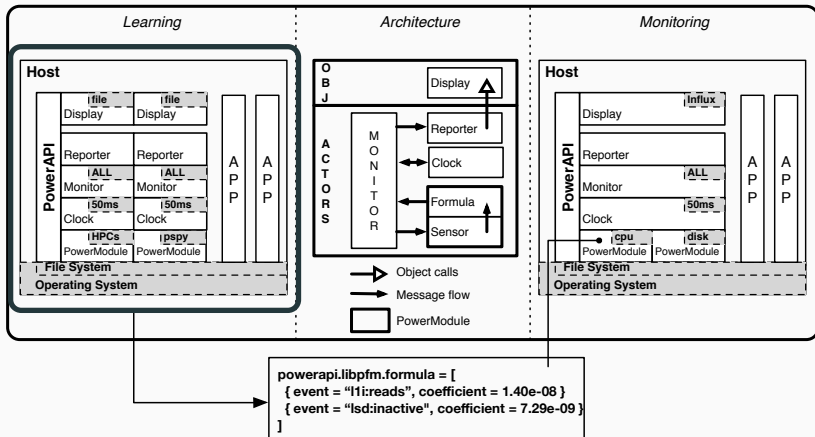 Learning
Architecture
Monitoring
Host
PowerAPI
file
file
Display
Display
Reporter
Reporter
ALL
ALL
Monitor
Monitor
50ms
50ms
Clock
Clock
HPCs
pspy
PowerModule
PowerModule
File System
Operating System
APP
APP
OBJ
Display
ACTORS
MONITOR
Reporter
Clock
Formula
Sensor
Object calls
Message flow
PowerModule
Host
PowerAPI
Influx
Display
Reporter
ALL
Monitor
50ms
Clock
cpu
disk
PowerModule
PowerModule
File System
Operating System
APP
APP
powerapi.libpfm.formula = [
{ event = “l1i:reads”, coefficient = 1.40e-08 }
{ event = “lsd:inactive", coefficient = 7.29e-09 }
]